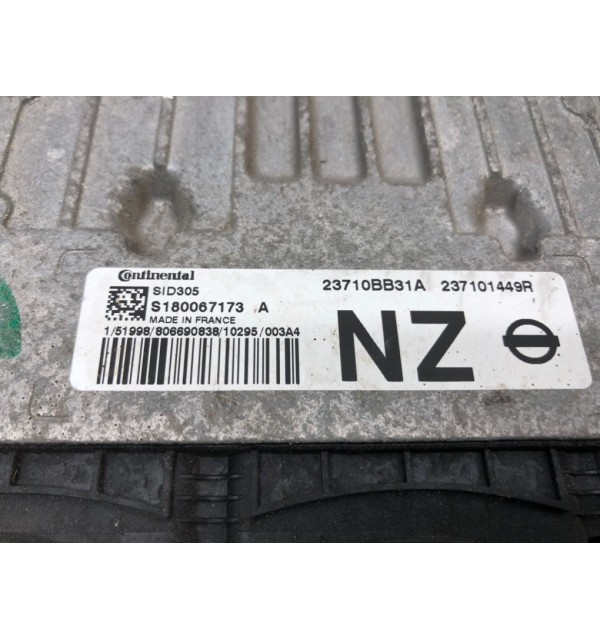 Continental
SID305
S180067173 A
MADE IN FRANCE
1/51998/806690838/10295/003A4
23710BB31A 237101449R
NZ